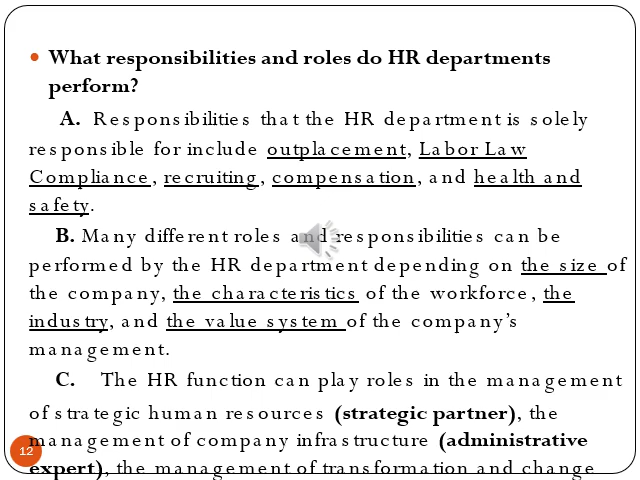 • What responsibilities and roles do HR departments
perform?
A. Responsibilities that the HR department is solely
responsible for include outplacement, Labor Law
Compliance, recruiting, compensation, and health and
safety.
B. Many different roles and responsibilities can be
performed by the HR department depending on the size of
the company, the characteristics of the workforce, the
industry, and the value system of the company’s
management.
C. The HR function can play roles in the management
of strategic human resources (strategic partner), the
management of company infrastructure (administrative
expert), the management of transformation and change
12